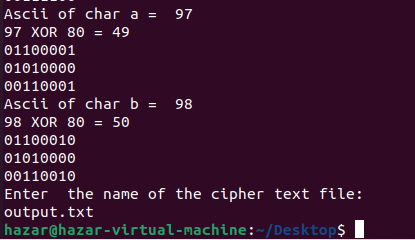 Ascii of char a =  97
97 XOR 80 = 49
01100001
01010000
00110001
Ascii of char b =  98
98 XOR 80 = 50
01100010
01010000
00110010
Enter  the name of the cipher text file:
output.txt
hazar@hazar-virtual-machine:~/Desktop$